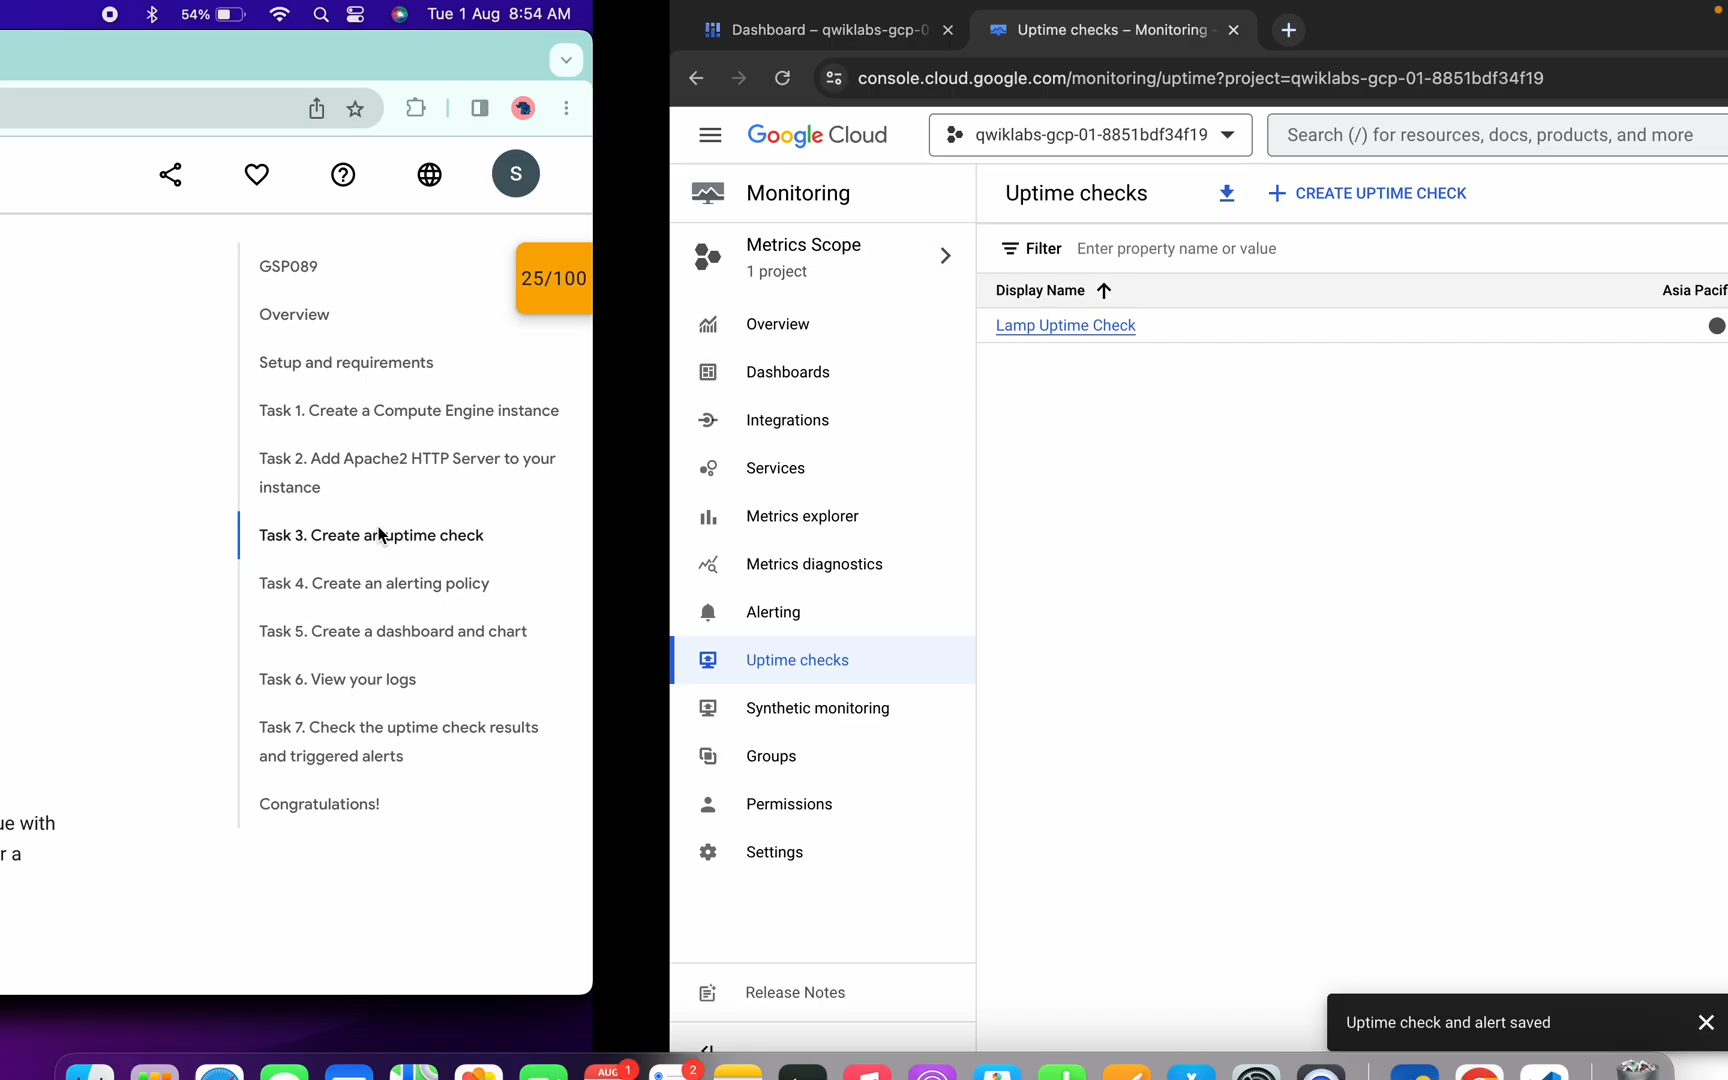 54%
Tue 1 Aug 8:54 AM
S
GSP089
25/100
Overview
Setup and requirements
Task 1. Create a Compute Engine instance
Task 2. Add Apache2 HTTP Server to your
instance
Task 3. Create an uptime check
Task 4. Create an alerting policy
Task 5. Create a dashboard and chart
Task 6. View your logs
Task 7. Check the uptime check results
and triggered alerts
Congratulations!
ue with
r a
Dashboard – qwiklabs-gcp-0
Uptime checks – Monitoring -
console.cloud.google.com/monitoring/uptime?project=qwiklabs-gcp-01-8851bdf34f19
Google Cloud
qwiklabs-gcp-01-8851bdf34f19
Search (/) for resources, docs, products, and more
Monitoring
Uptime checks
CREATE UPTIME CHECK
Metrics Scope
1 project
Filter Enter property name or value
Display Name
Asia Pacif
Lamp Uptime Check
Overview
Dashboards
Integrations
Services
Metrics explorer
Metrics diagnostics
Alerting
Uptime checks
Synthetic monitoring
Groups
Permissions
Settings
Release Notes
Uptime check and alert saved
AUG 1
2